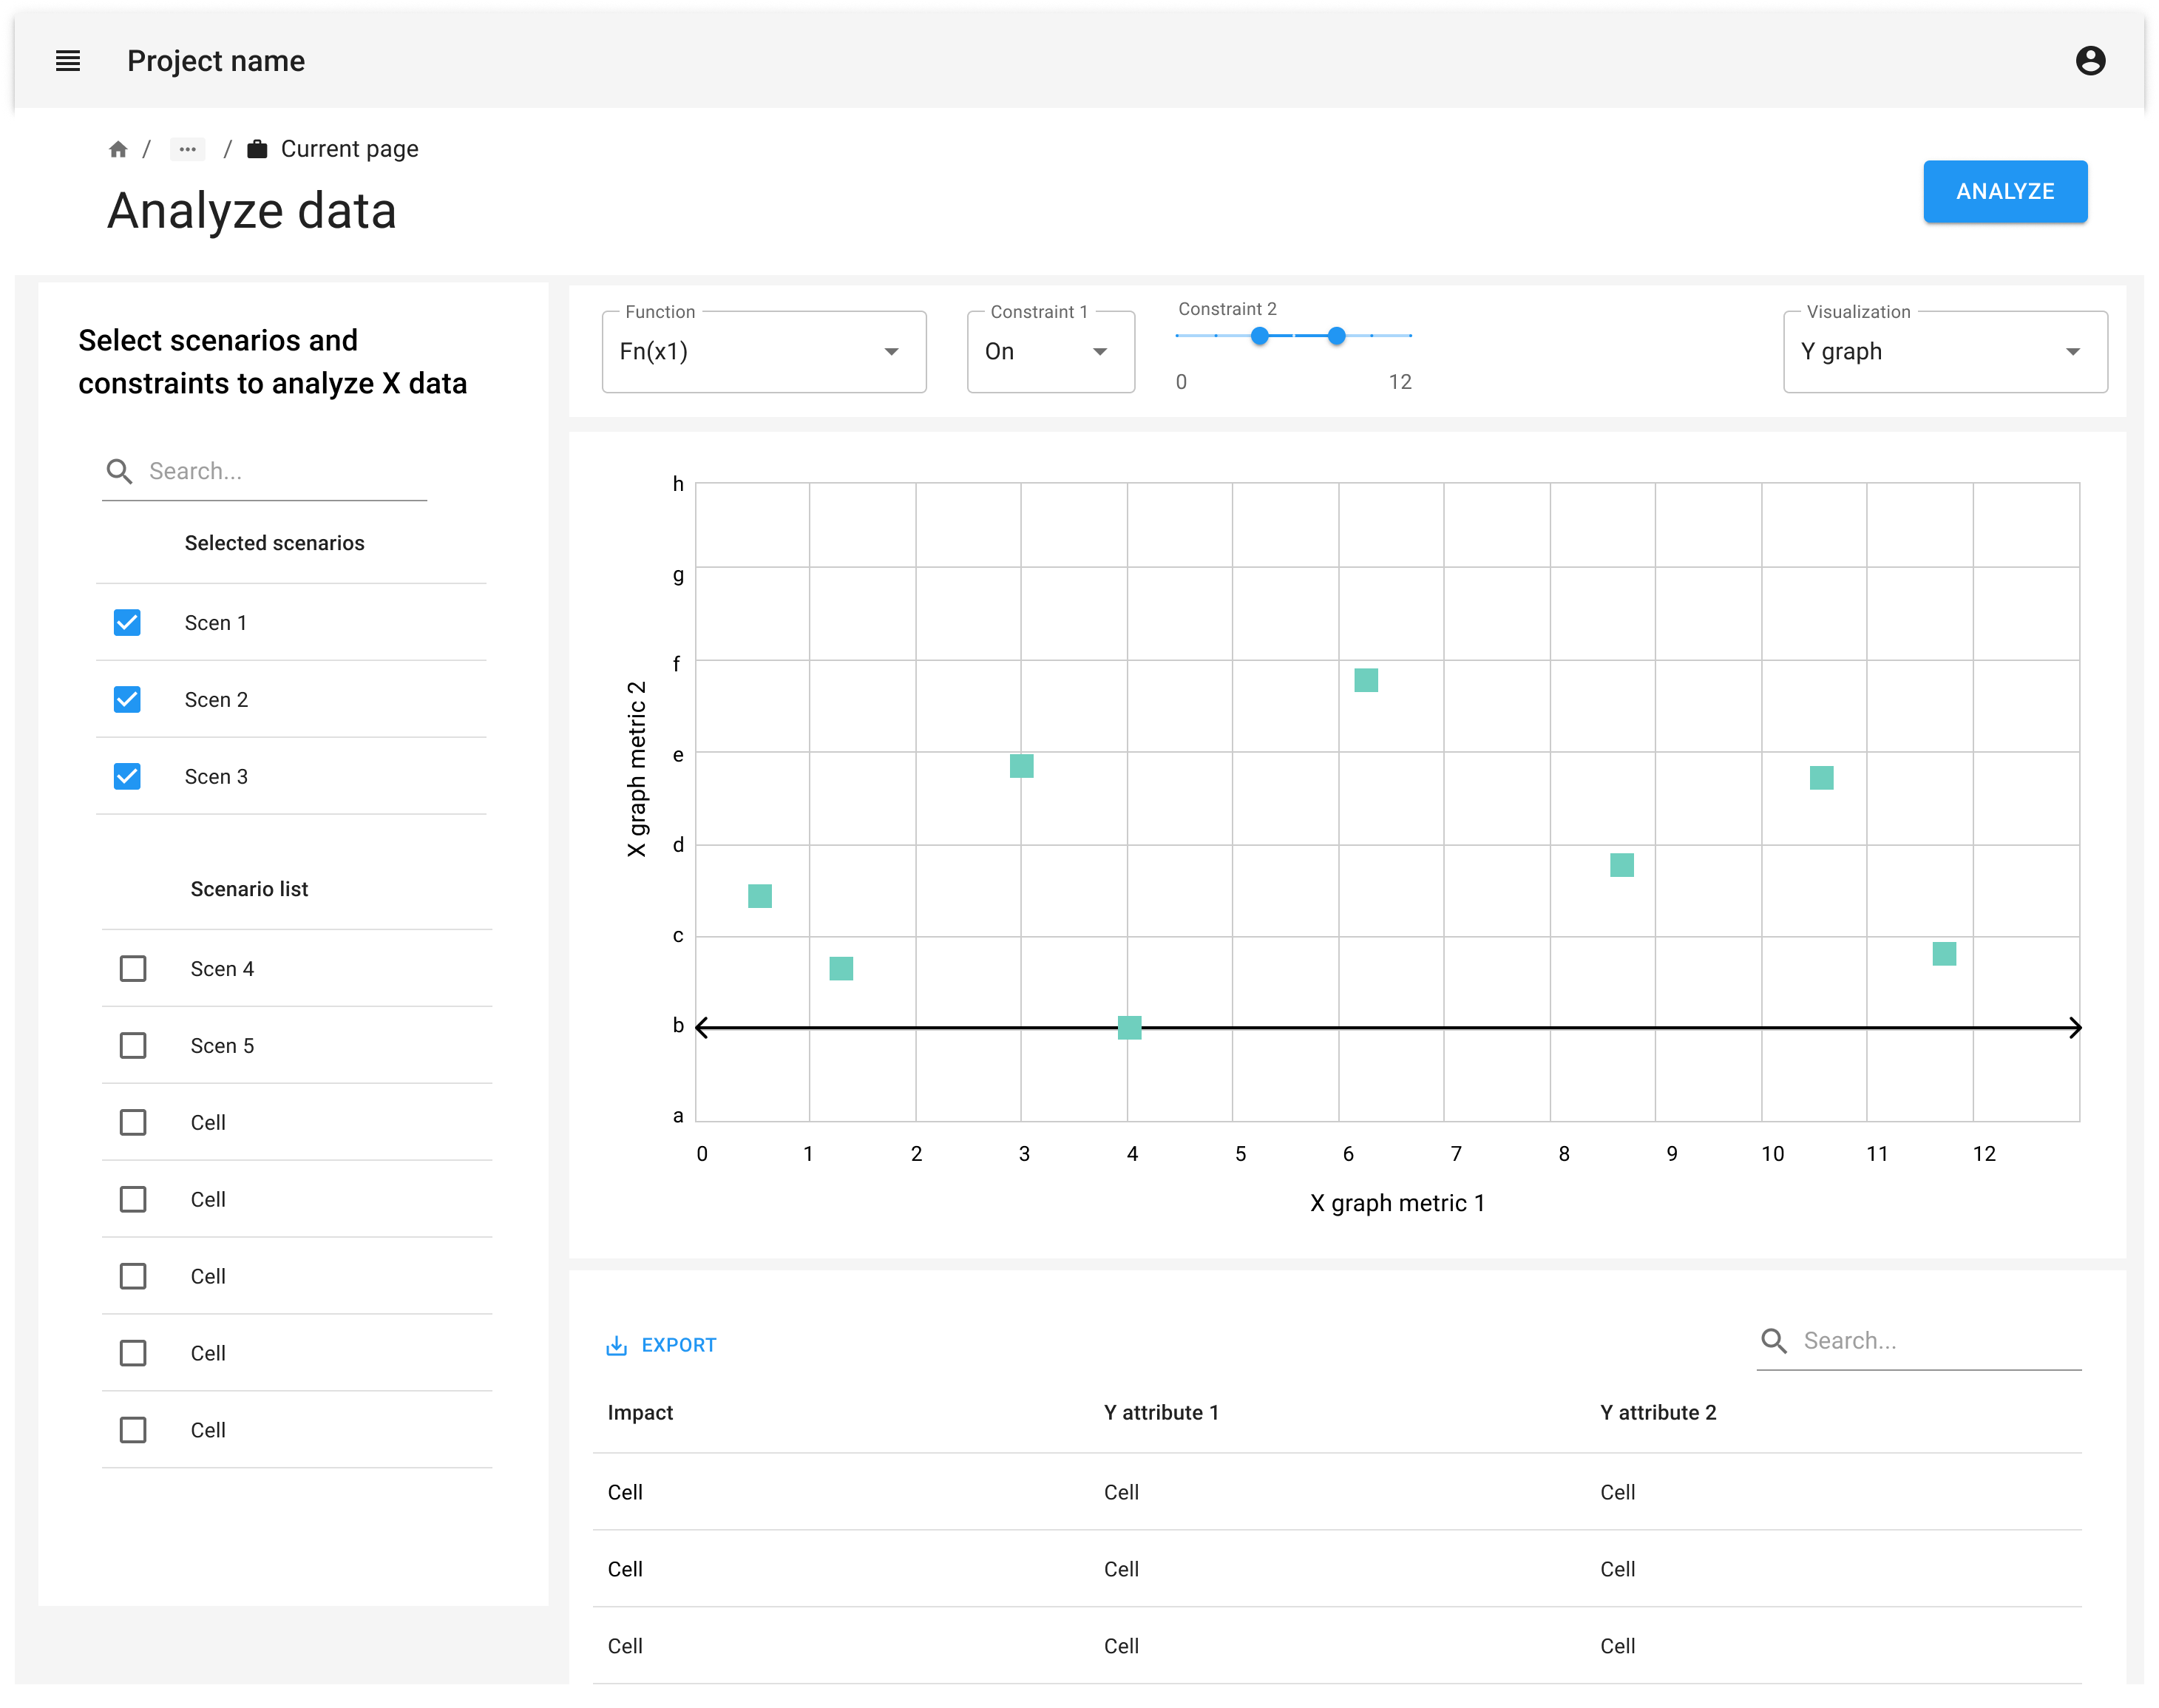 Project name
/ ··· / Current page
Analyze data
ANALYZE
Select scenarios and
constraints to analyze X data
Search...
Selected scenarios
Scen 1
Scen 2
Scen 3
Scenario list
Scen 4
Scen 5
Cell
Cell
Cell
Cell
Cell
Function
Fn(x1)
Constraint 1
On
Constraint 2
0 12
Visualization
Y graph
X graph metric 2
h
g
f
e
d
c
b
a
0 1 2 3 4 5 6 7 8 9 10 11 12
X graph metric 1
EXPORT
Search...
Impact Y attribute 1 Y attribute 2
Cell Cell Cell
Cell Cell Cell
Cell Cell Cell